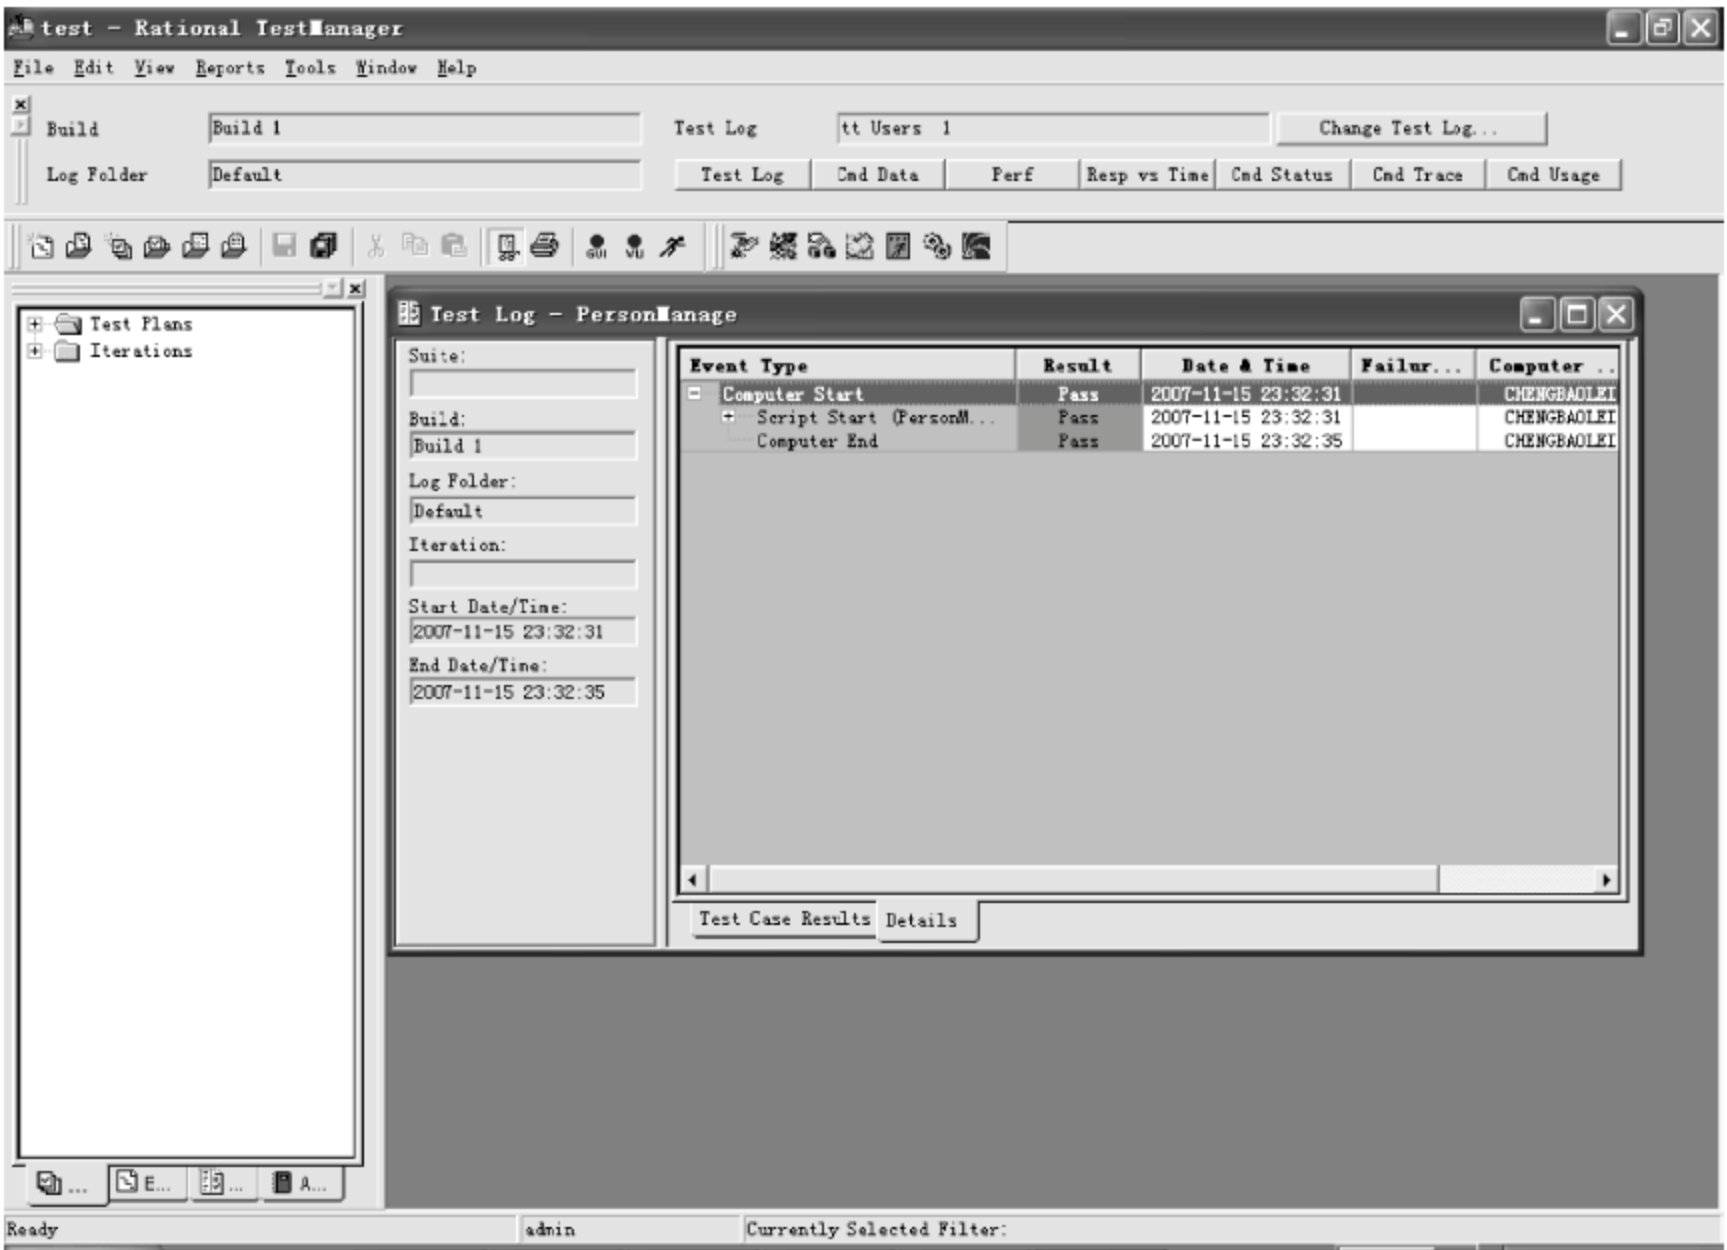 test - Rational TestManager
File Edit View Reports Tools Window Help
Build Build 1 Test Log tt Users 1 Change Test Log...
Log Folder Default Test Log Cmd Data Perf Resp vs Time Cmd Status Cmd Trace Cmd Usage
GUI VU
Test Plans
Iterations
Test Log - PersonManage
Suite:
Build:
Build 1
Log Folder:
Default
Iteration:
Start Date/Time:
2007-11-15 23:32:31
End Date/Time:
2007-11-15 23:32:35
Event Type Result Date & Time Failur... Computer ..
Computer Start Pass 2007-11-15 23:32:31 CHENGBAOLEI
Script Start (PersonM... Pass 2007-11-15 23:32:31 CHENGBAOLEI
Computer End Pass 2007-11-15 23:32:35 CHENGBAOLEI
Test Case Results Details
... E... ... A...
Ready admin Currently Selected Filter: